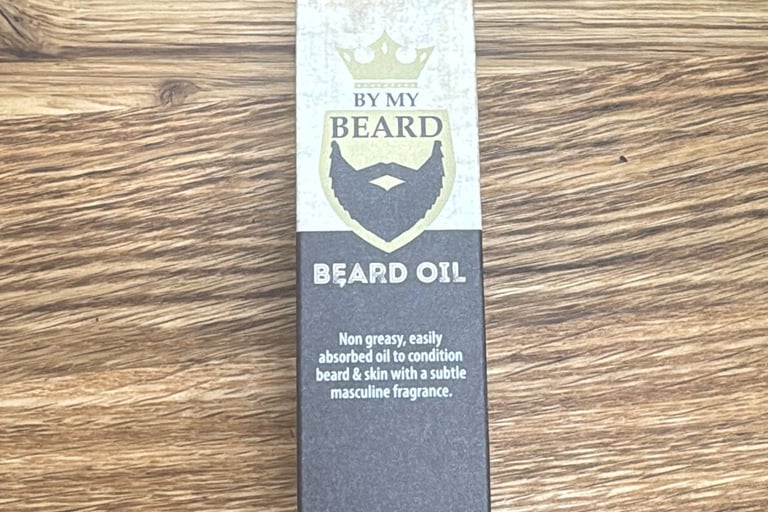 BY MY
BEARD
BEARD OIL
Non greasy, easily
absorbed oil to condition
beard & skin with a subtle
masculine fragrance.